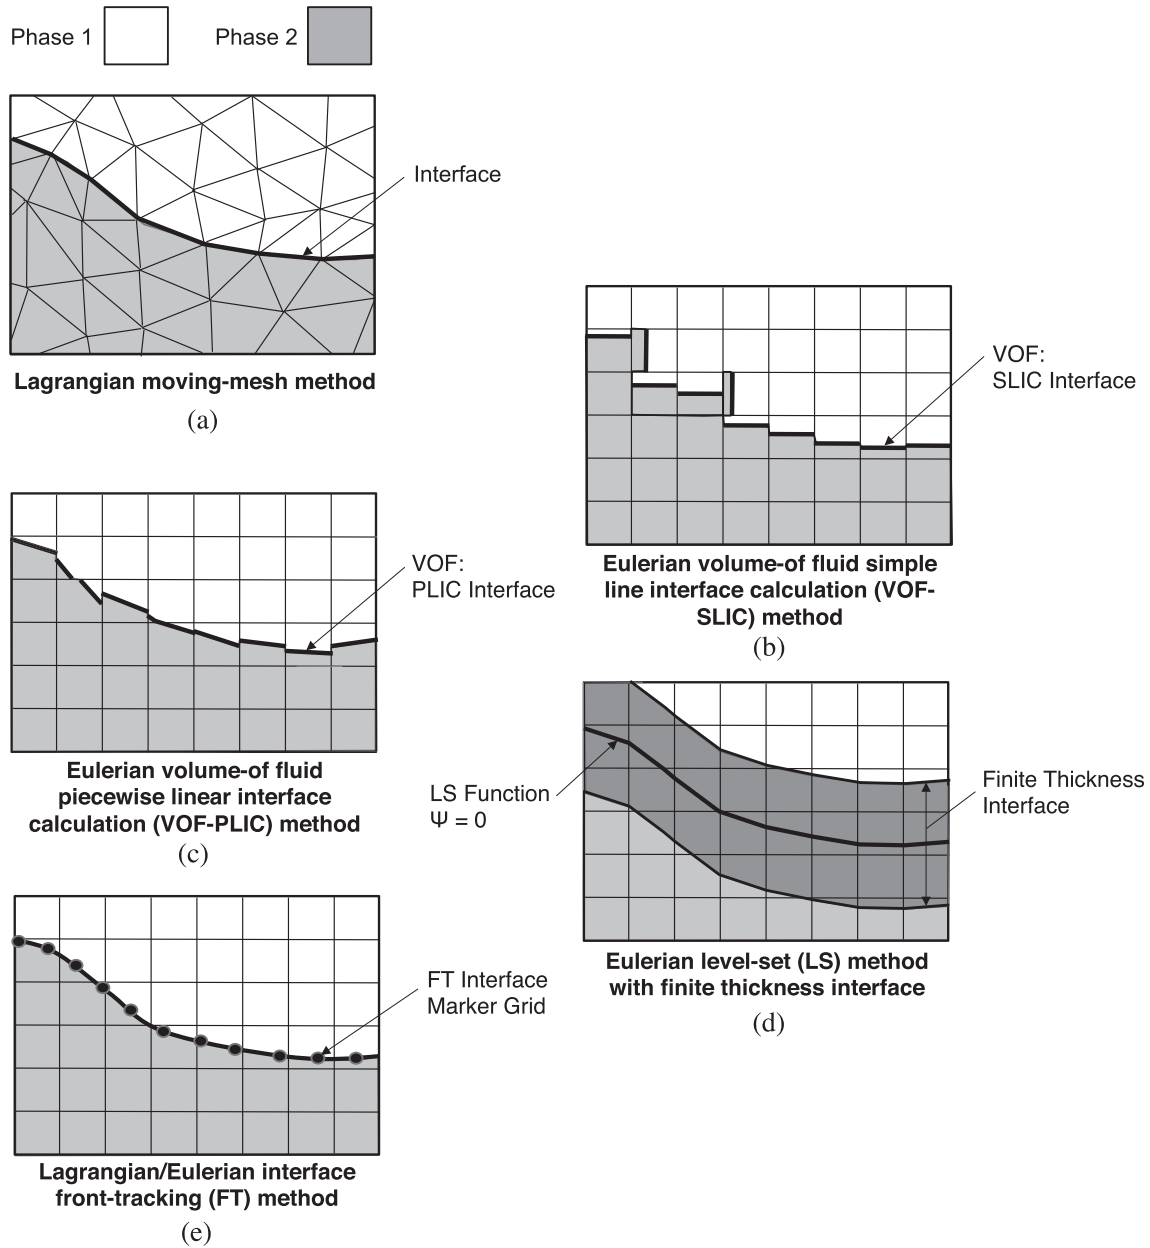 Phase 1
Phase 2
Interface
Lagrangian moving-mesh method
(a)
VOF:
SLIC Interface
Eulerian volume-of fluid simple
line interface calculation (VOF-
SLIC) method
(b)
VOF:
PLIC Interface
Eulerian volume-of fluid
piecewise linear interface
calculation (VOF-PLIC) method
(c)
LS Function
Ψ = 0
Finite Thickness
Interface
Eulerian level-set (LS) method
with finite thickness interface
(d)
FT Interface
Marker Grid
Lagrangian/Eulerian interface
front-tracking (FT) method
(e)